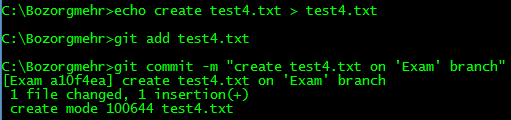 C:\Bozorgmehr>echo create test4.txt > test4.txt
C:\Bozorgmehr>git add test4.txt
C:\Bozorgmehr>git commit -m "create test4.txt on 'Exam' branch"
[Exam a10f4ea] create test4.txt on 'Exam' branch
1 file changed, 1 insertion(+)
create mode 100644 test4.txt